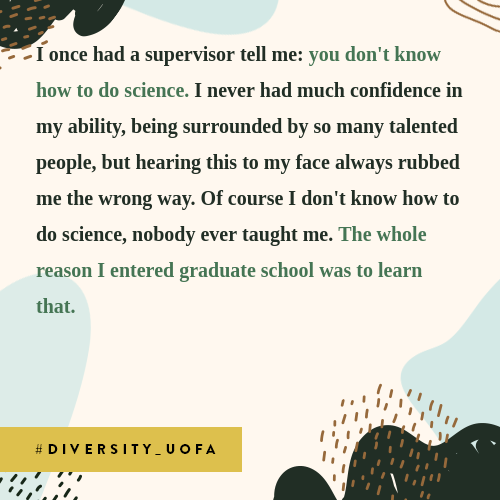 I once had a supervisor tell me: you don't know
how to do science. I never had much confidence in
my ability, being surrounded by so many talented
people, but hearing this to my face always rubbed
me the wrong way. Of course I don't know how to
do science, nobody ever taught me. The whole
reason I entered graduate school was to learn
that.
#DIVERSITY_UOFA